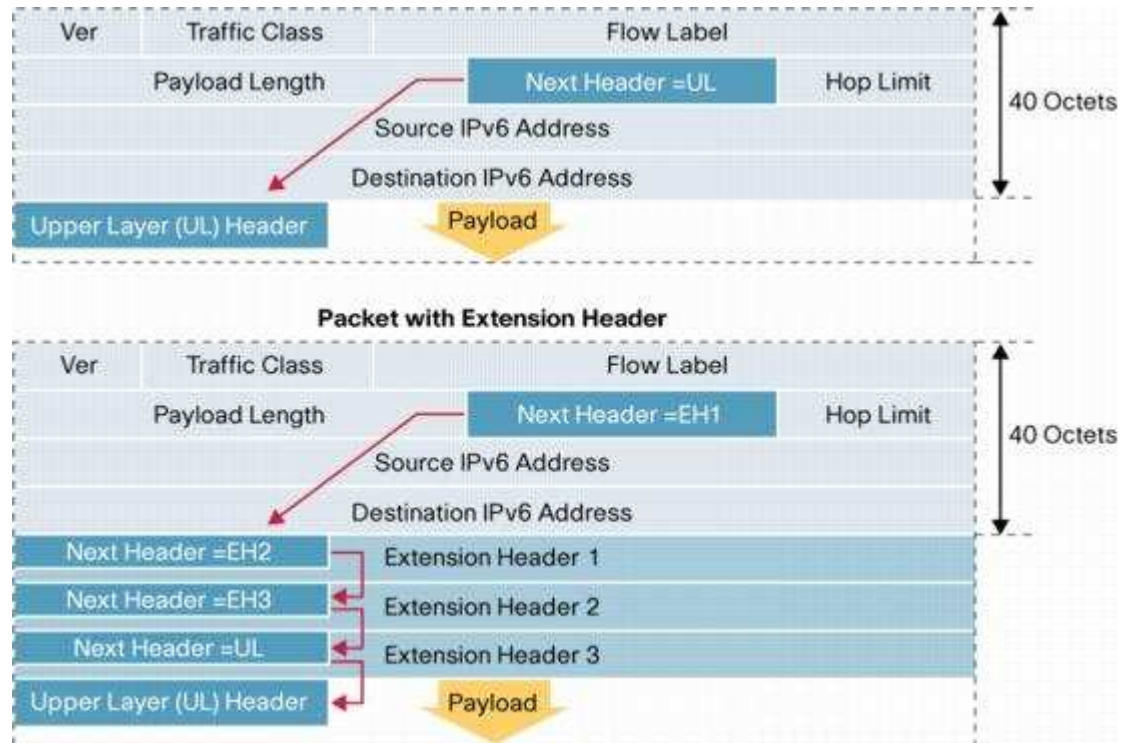 Ver Traffic Class Flow Label
Payload Length Next Header =UL Hop Limit
40 Octets
Source IPv6 Address
Destination IPv6 Address
Upper Layer (UL) Header Payload
Packet with Extension Header
Ver Traffic Class Flow Label
Payload Length Next Header =EH1 Hop Limit
40 Octets
Source IPv6 Address
Destination IPv6 Address
Next Header =EH2 Extension Header 1
Next Header =EH3 Extension Header 2
Next Header =UL Extension Header 3
Upper Layer (UL) Header Payload